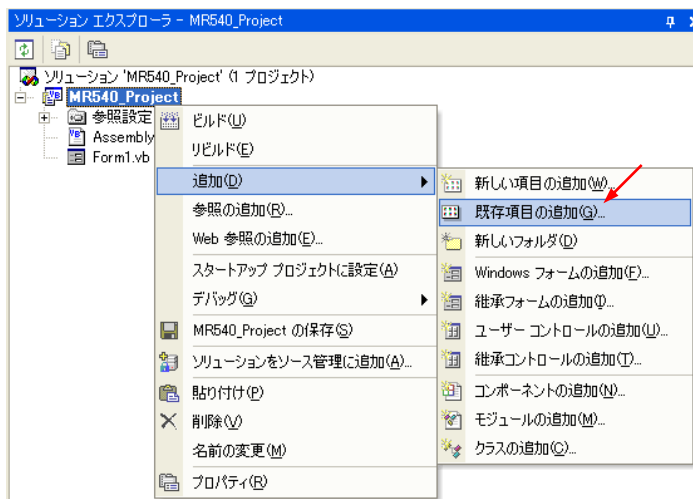 ソリューション エクスプローラ - MR540_Project
ソリューション 'MR540_Project' (1 プロジェクト)
MR540_Project
参照設定
Assembly
Form1.vb
ビルド(U)
リビルド(E)
追加(D)
参照の追加(R)...
Web 参照の追加(E)...
スタートアップ プロジェクトに設定(A)
デバッグ(G)
MR540_Project の保存(S)
ソリューションをソース管理に追加(A)...
貼り付け(P)
削除(V)
名前の変更(M)
プロパティ(R)
新しい項目の追加(W)...
既存項目の追加(G)...
新しいフォルダ(D)
Windows フォームの追加(F)...
継承フォームの追加(I)...
ユーザー コントロールの追加(U)...
継承コントロールの追加(T)...
コンポーネントの追加(N)...
モジュールの追加(M)...
クラスの追加(C)...